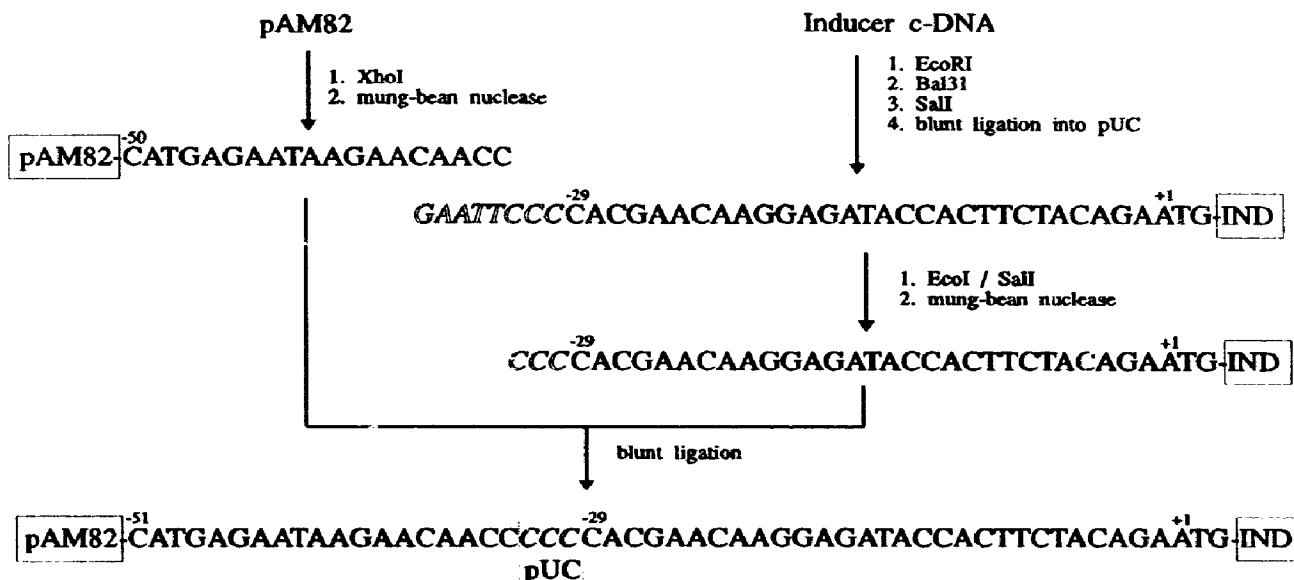 pAM82
Inducer c-DNA
1. XhoI
2. mung-bean nuclease
1. EcoRI
2. Bal31
3. SalI
4. blunt ligation into pUC
-50
pAM82-CATGAGAATAAGAACAACC
-29 +1
GAATTCCCCACGAACAAGGAGATACCACTTCTACAGAATG-IND
1. EcoI / SalI
2. mung-bean nuclease
-29 +1
CCCCACGAACAAGGAGATACCACTTCTACAGAATG-IND
blunt ligation
-51 -29 +1
pAM82-CATGAGAATAAGAACAACCCCCCACGAACAAGGAGATACCACTTCTACAGAATG-IND
pUC